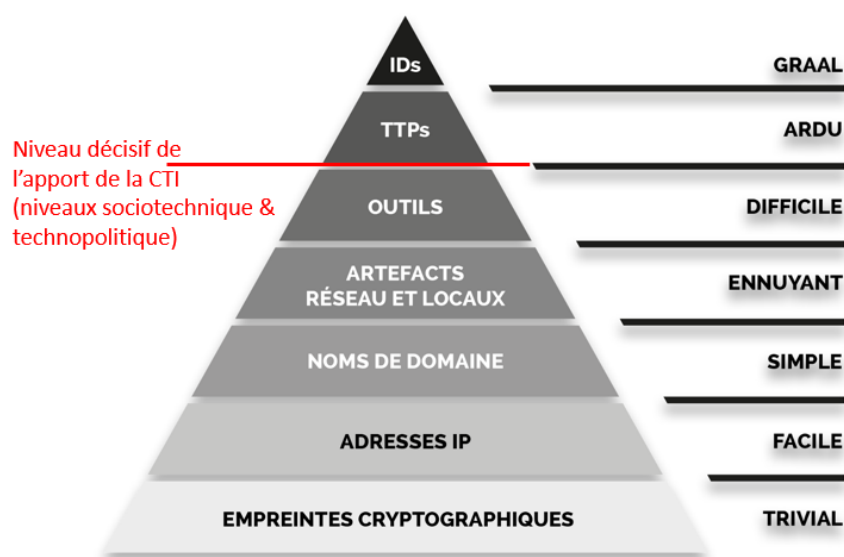 IDs
GRAAL
TTPs
ARDU
Niveau décisif de
l'apport de la CTI
(niveaux sociotechnique &
technopolitique)
OUTILS
DIFFICILE
ARTEFACTS
RÉSEAU ET LOCAUX
ENNUYANT
NOMS DE DOMAINE
SIMPLE
ADRESSES IP
FACILE
EMPREINTES CRYPTOGRAPHIQUES
TRIVIAL